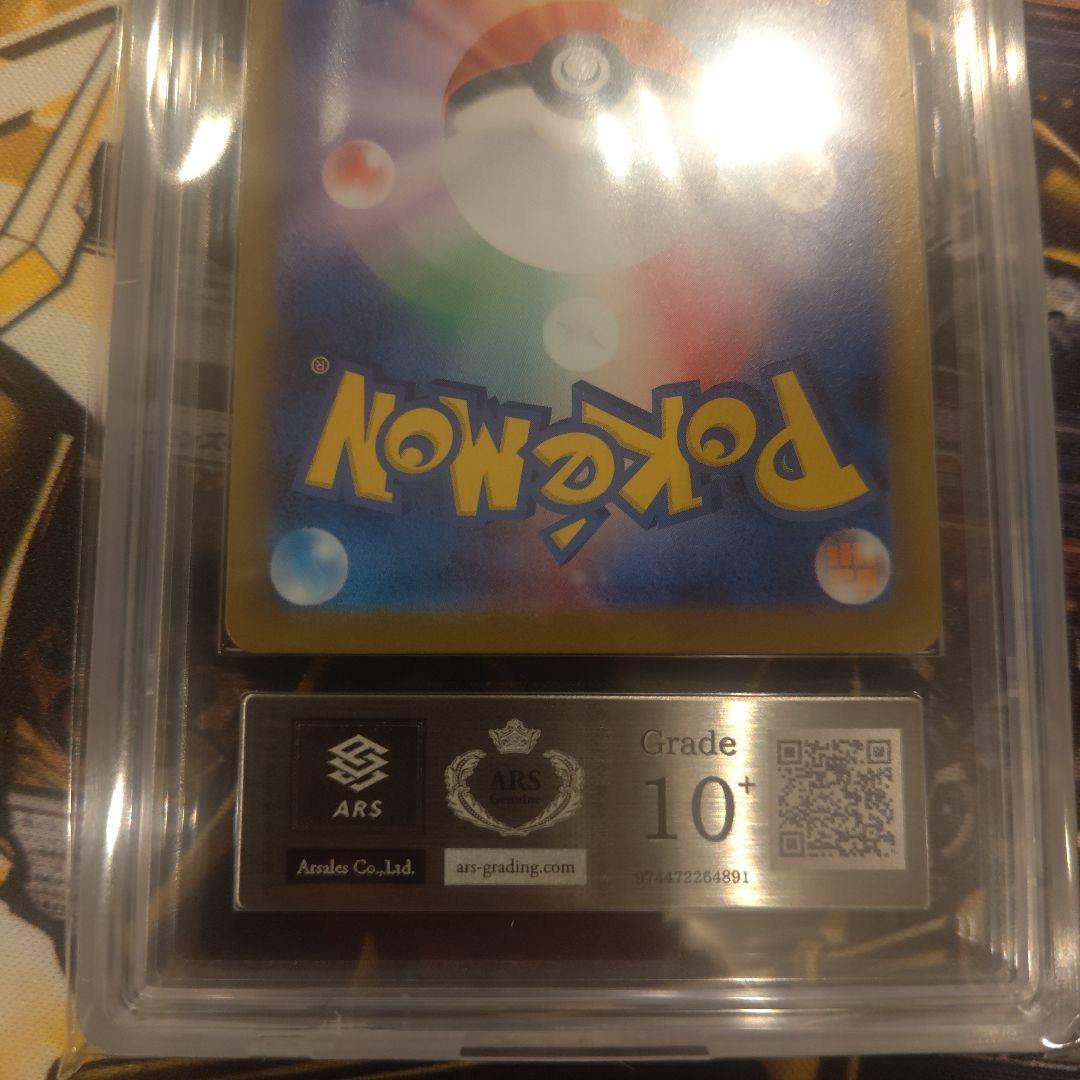 POKéMON
®
ARS
Arsales Co.,Ltd.
ARS
Genuine
ars-grading.com
Grade
10+
974472264891